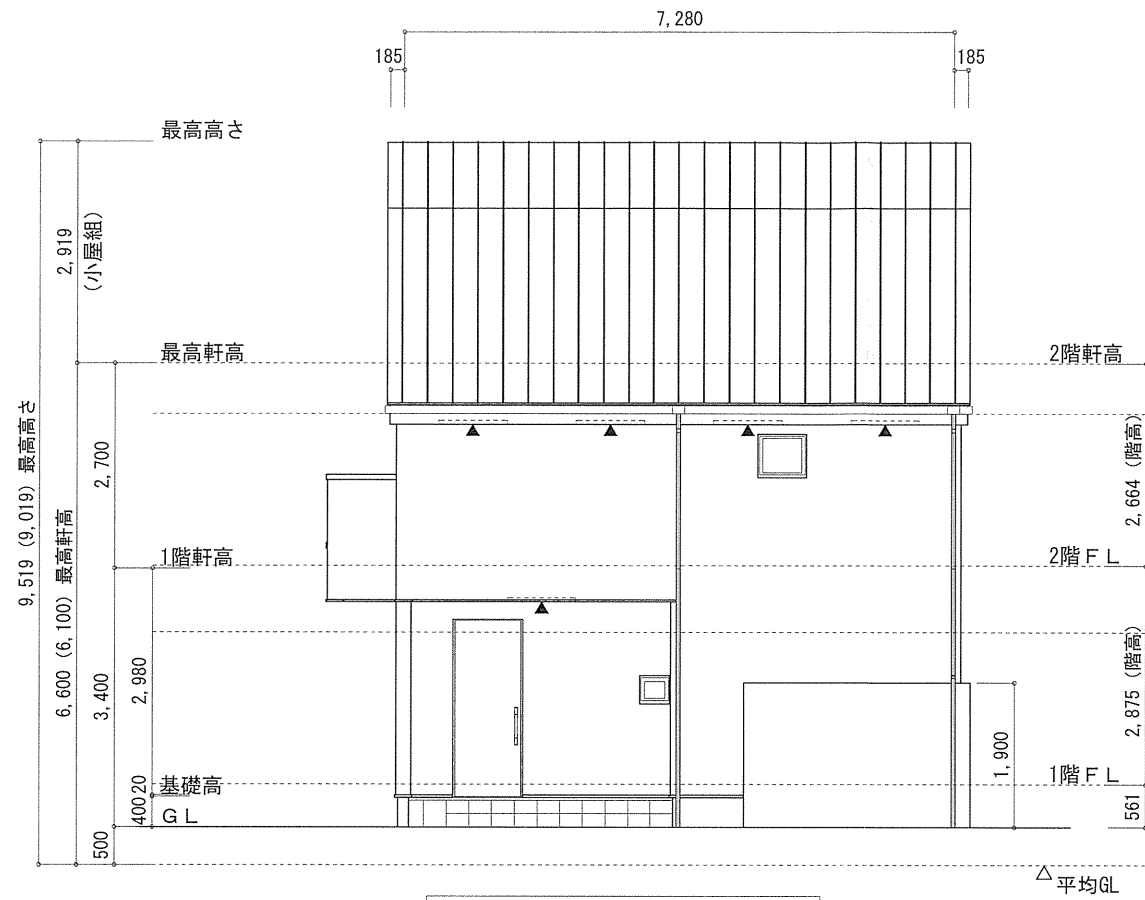 7,280
185
185
最高高さ
2,919
(小屋組)
最高軒高
2階軒高
9,519 (9,019) 最高高さ
6,600 (6,100) 最高軒高
2,700
2,664 (階高)
1階軒高
2階ＦＬ
3,400
2,980
2,875 (階高)
1,900
基礎高
1階ＦＬ
20
400
ＧＬ
561
500
△平均GL